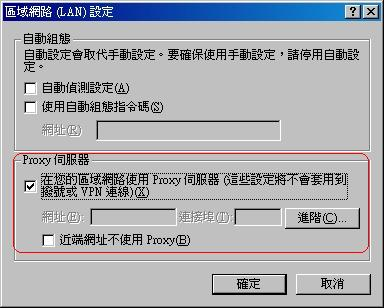 區域網路 (LAN) 設定
自動組態
自動設定會取代手動設定。要確保使用手動設定，請停用自動設
定。
自動偵測設定(A)
使用自動組態指令碼(S)
網址(R)
Proxy 伺服器
在您的區域網路使用 Proxy 伺服器 (這些設定將不會套用到
撥號或 VPN 連線)(X)
網址(E): 連接埠(T): 進階(C)...
近端網址不使用 Proxy(B)
確定 取消